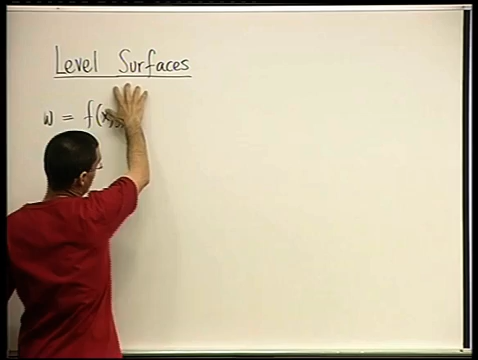 Level Surfaces
w = f(x,y,